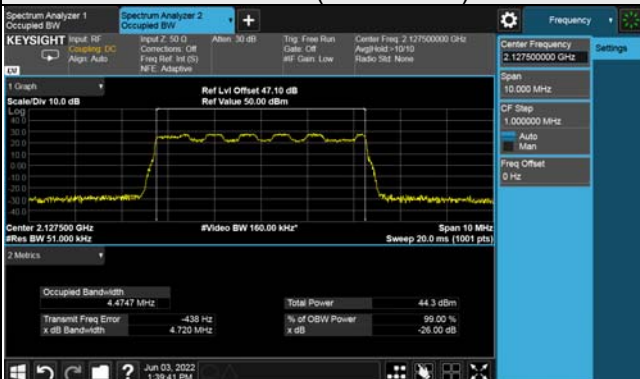 Spectrum Analyzer 1
Occupied BW
Spectrum Analyzer 2
Occupied BW
Frequency
KEYSIGHT
Input: RF
Coupling: DC
Align: Auto
Input Z: 50 Ω
Corrections: Off
Freq Ref: Int (S)
NFE: Adaptive
Atten: 30 dB
Trig: Free Run
Gate: Off
#IF Gain: Low
Center Freq: 2.127500000 GHz
Avg|Hold:>10/10
Radio Std: None
Center Frequency
2.127500000 GHz
Settings
Span
10.000 MHz
CF Step
1.000000 MHz
Auto
Man
Freq Offset
0 Hz
1 Graph
Scale/Div 10.0 dB
Ref Lvl Offset 47.10 dB
Ref Value 50.00 dBm
Log
40.0
30.0
20.0
10.0
0.00
-10.0
-20.0
-30.0
-40.0
Center 2.127500 GHz
#Res BW 51.000 kHz
#Video BW 160.00 kHz*
Span 10 MHz
Sweep 20.0 ms (1001 pts)
2 Metrics
Occupied Bandwidth
4.4747 MHz
Total Power 44.3 dBm
Transmit Freq Error -438 Hz
% of OBW Power 99.00 %
x dB Bandwidth 4.720 MHz
x dB -26.00 dB
Jun 03, 2022
1:39:41 PM